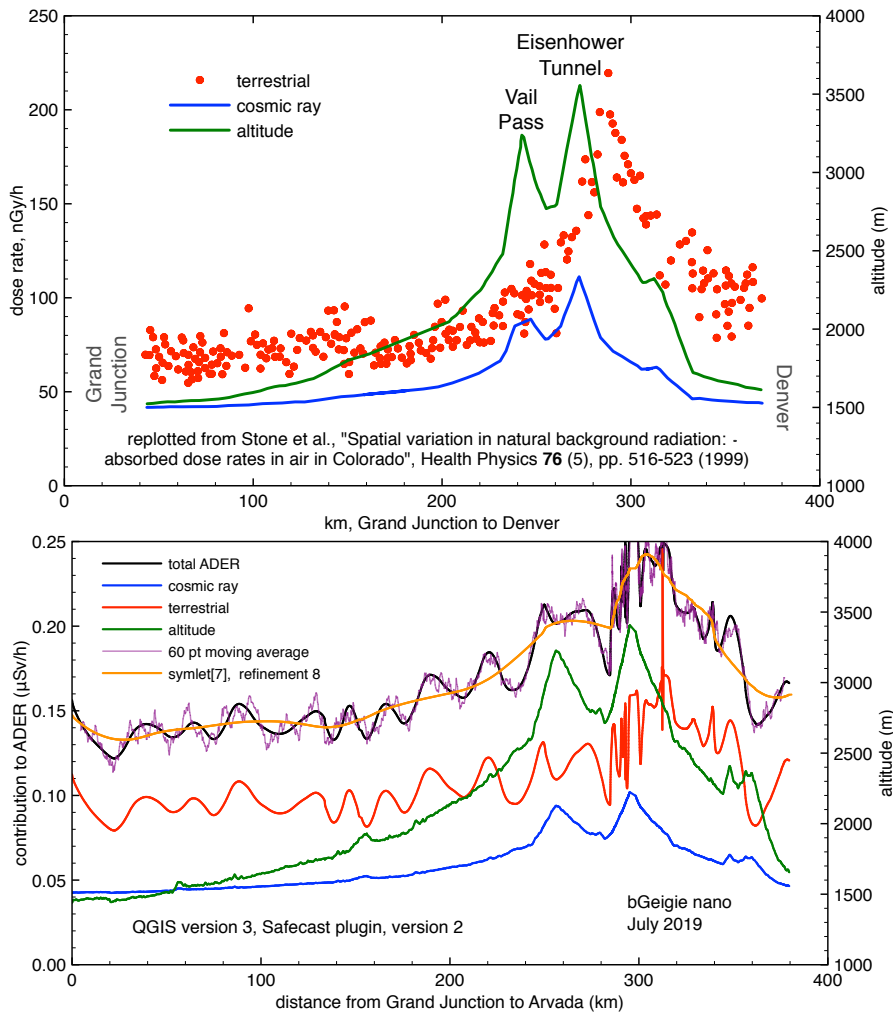 250
200
150
100
50
0
dose rate, nGy/h
4000
3500
3000
2500
2000
1500
1000
altitude (m)
terrestrial
cosmic ray
altitude
Eisenhower
Tunnel
Vail
Pass
Grand
Junction
Denver
replotted from Stone et al., "Spatial variation in natural background radiation: -
absorbed dose rates in air in Colorado", Health Physics 76 (5), pp. 516-523 (1999)
0 100 200 300 400
km, Grand Junction to Denver
0.25
0.20
0.15
0.10
0.05
0.00
contribution to ADER (µSv/h)
4000
3500
3000
2500
2000
1500
1000
altitude (m)
total ADER
cosmic ray
terrestrial
altitude
60 pt moving average
symlet[7], refinement 8
bGeigie nano
July 2019
QGIS version 3, Safecast plugin, version 2
0 100 200 300 400
distance from Grand Junction to Arvada (km)